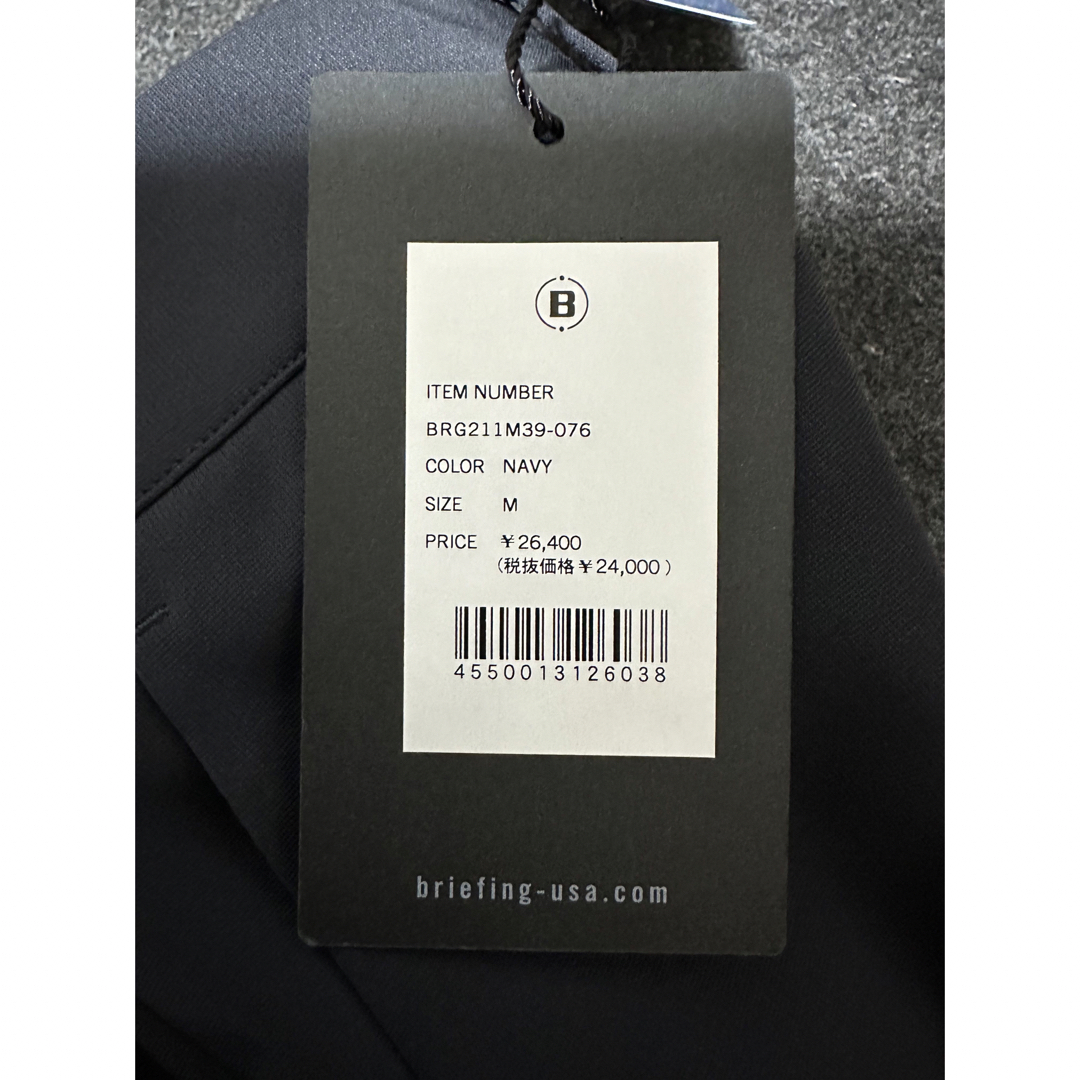 B
ITEM NUMBER
BRG211M39-076
COLOR NAVY
SIZE M
PRICE ¥26,400
(税抜価格¥24,000)
4550013126038
briefing-usa.com